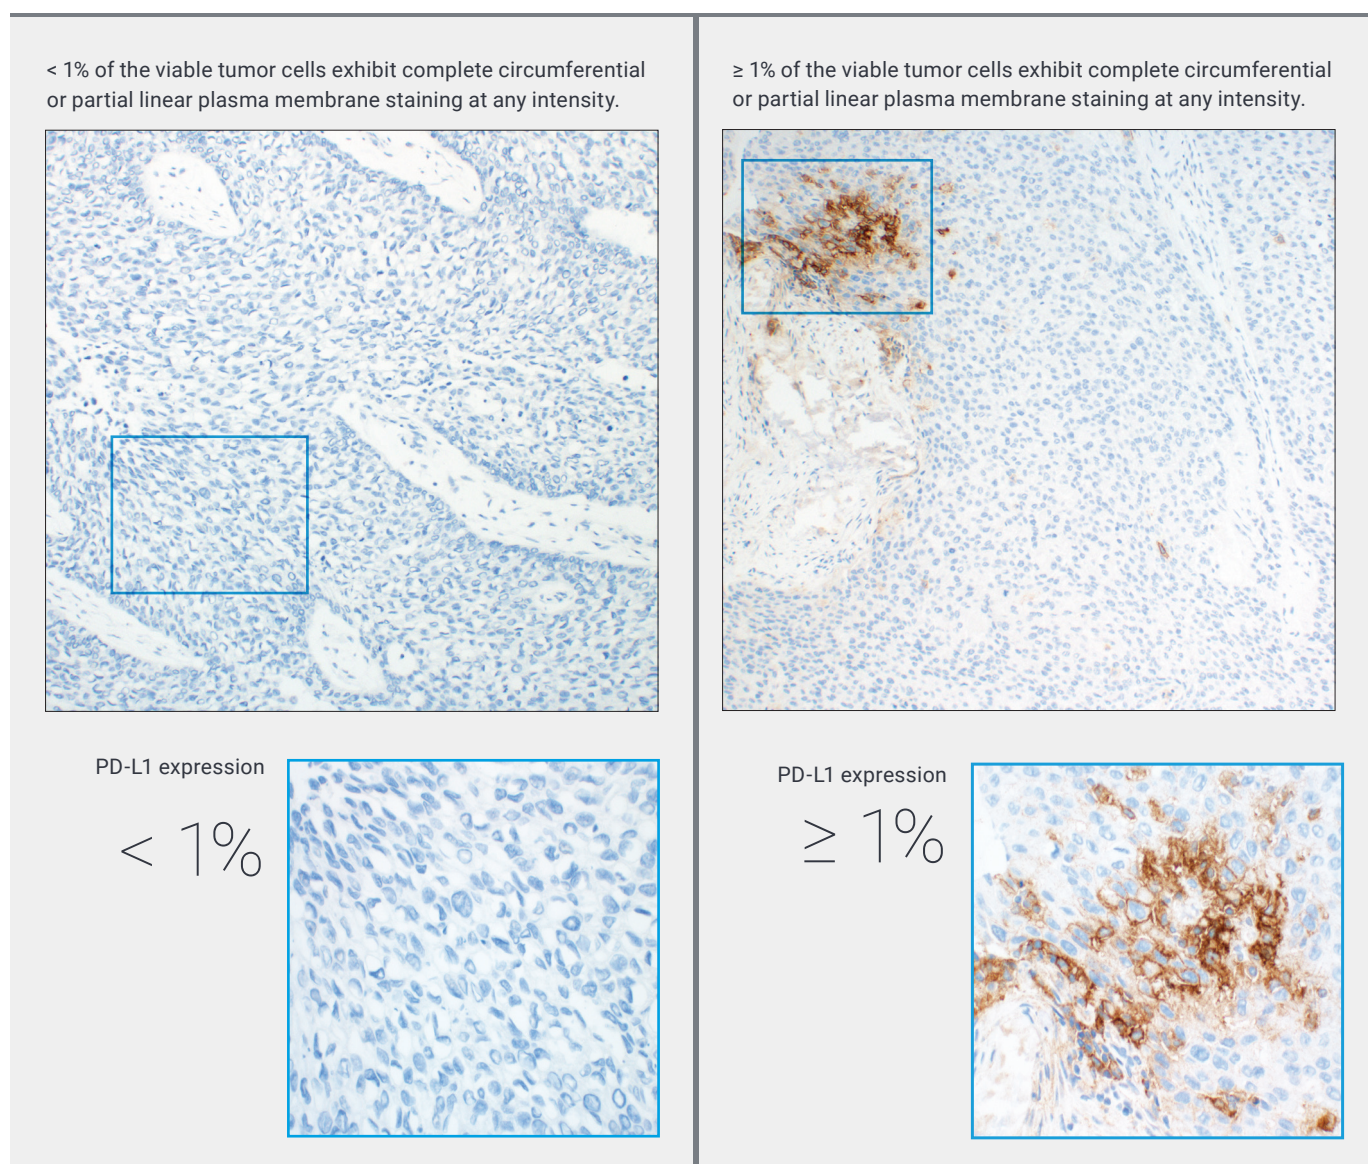 < 1% of the viable tumor cells exhibit complete circumferential
or partial linear plasma membrane staining at any intensity.
PD-L1 expression
< 1%
≥ 1% of the viable tumor cells exhibit complete circumferential
or partial linear plasma membrane staining at any intensity.
PD-L1 expression
≥ 1%